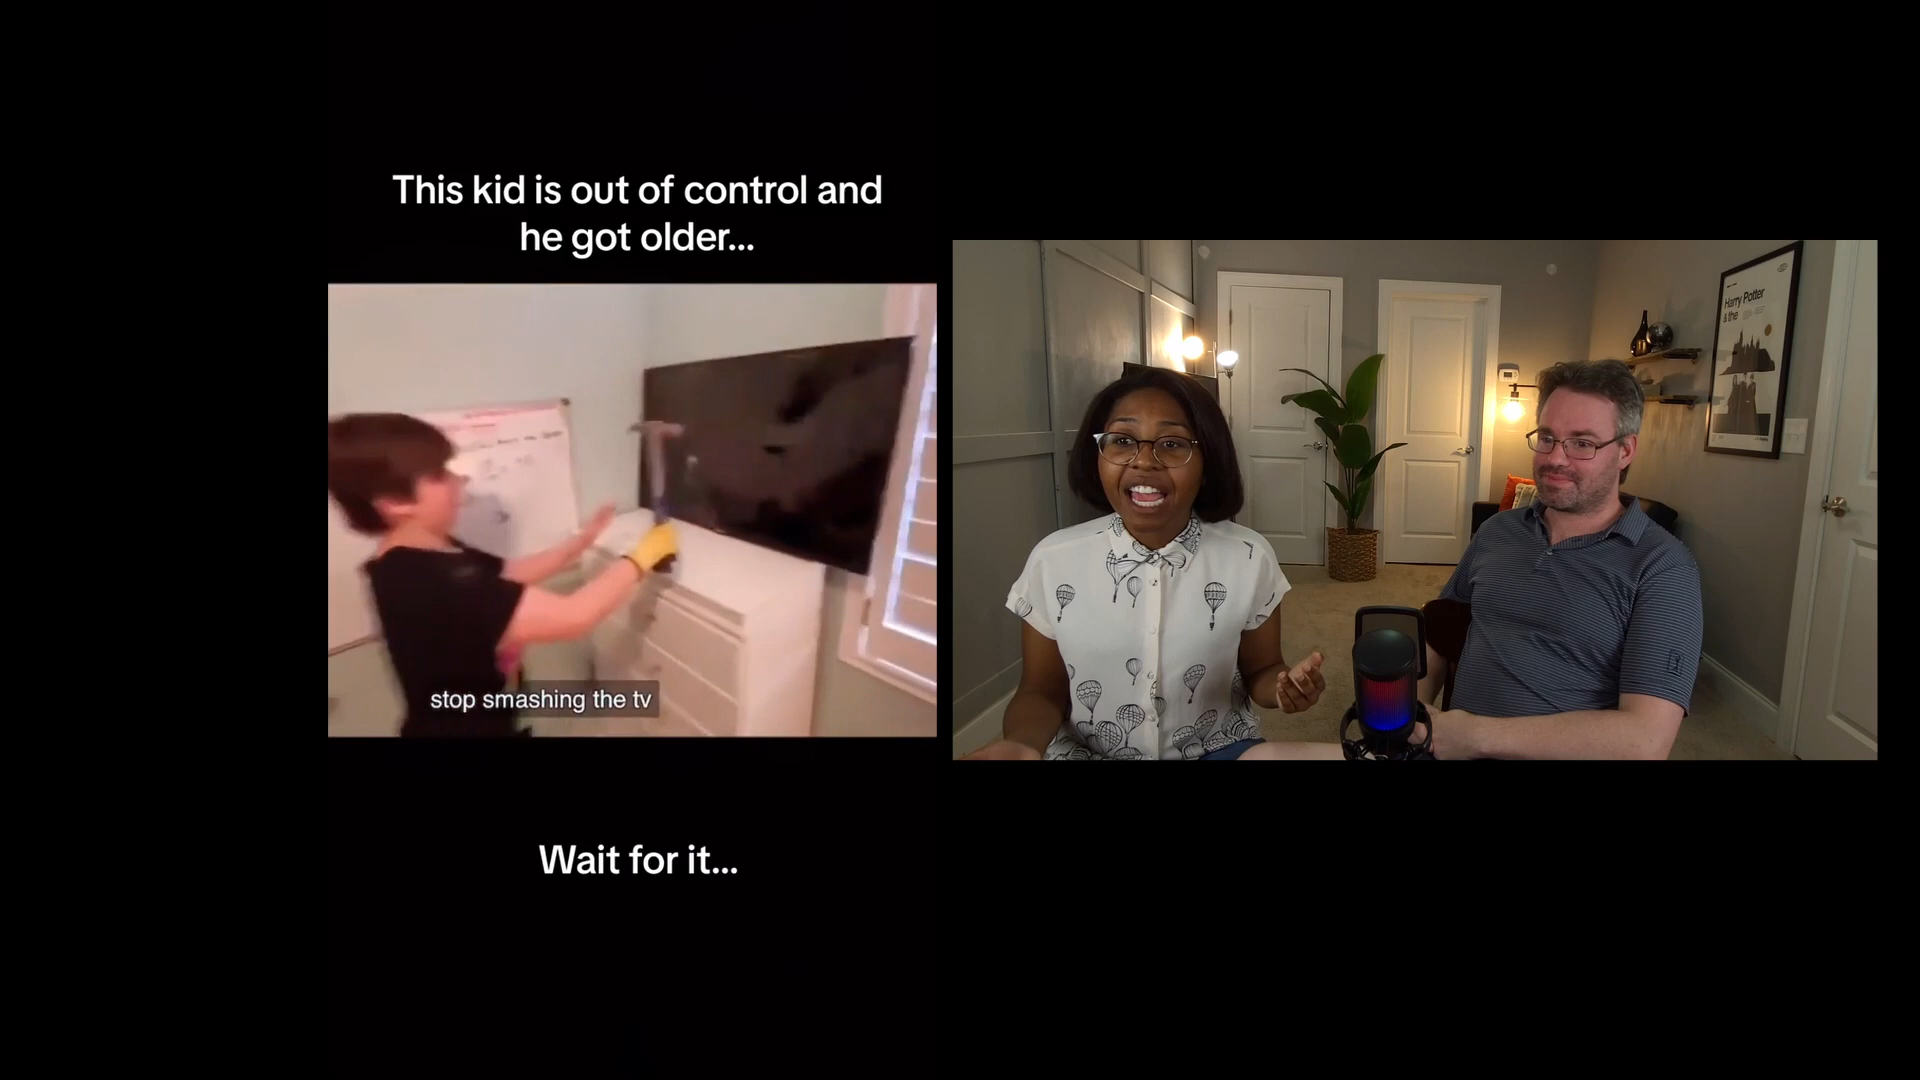 This kid is out of control and
he got older...
stop smashing the tv
Wait for it...
Harry Potter
& the